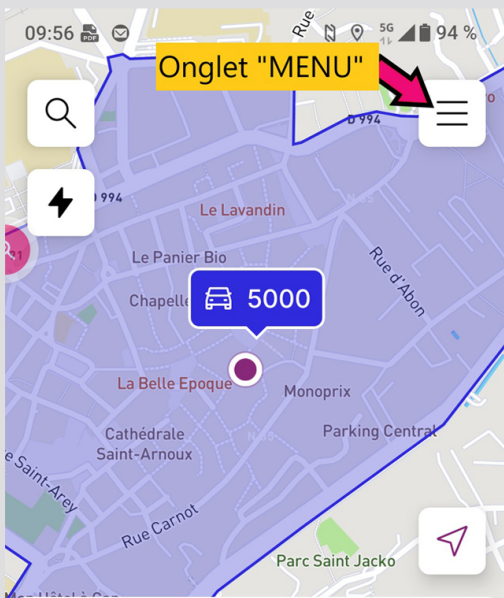 09:56 PDF 5G 94 %
Rue
Onglet "MENU"
D 994
994
Le Lavandin
Le Panier Bio
Rue d'Abon
Chapelle
5000
La Belle Epoque
Monoprix
Cathédrale
Saint-Arnoux
Parking Central
e Saint-Arey
Rue Carnot
Parc Saint Jacko